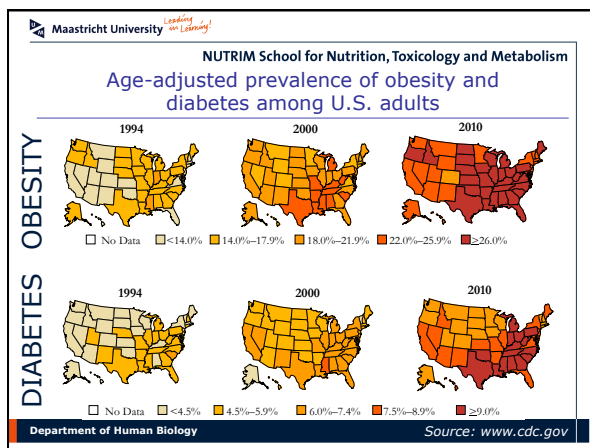 Maastricht University Leading in Learning!
NUTRIM School for Nutrition, Toxicology and Metabolism
Age-adjusted prevalence of obesity and
diabetes among U.S. adults
OBESITY
1994 2000 2010
No Data <14.0% 14.0%–17.9% 18.0%–21.9% 22.0%–25.9% ≥26.0%
DIABETES
1994 2000 2010
No Data <4.5% 4.5%–5.9% 6.0%–7.4% 7.5%–8.9% ≥9.0%
Department of Human Biology Source: www.cdc.gov